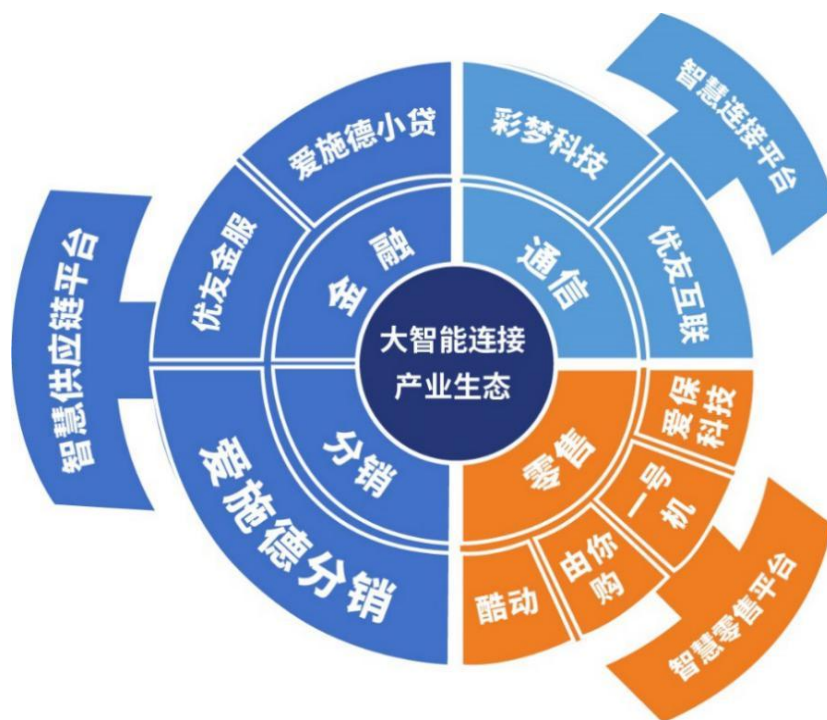 智慧连接平台
爱施德小贷
彩梦科技
优友金服
金融
通信
优友互联
智慧供应链平台
大智能连接
产业生态
爱保
科技
分销
零售
一号
机
爱施德分销
由你
购
酷动
智慧零售平台